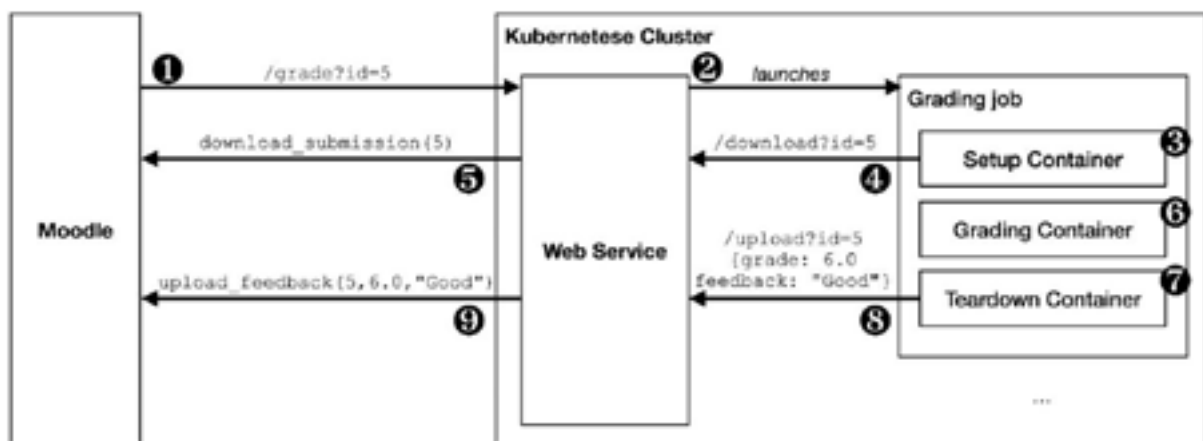 Kubernetese Cluster
❶
/grade?id=5
❷
launches
Grading job
download_submission(5)
❺
/download?id=5
❹
Setup Container
❸
Moodle
Web Service
Grading Container
❻
/upload?id=5
{grade: 6.0
feedback: "Good"}
❽
upload_feedback(5,6.0,"Good")
❾
Teardown Container
❼
...